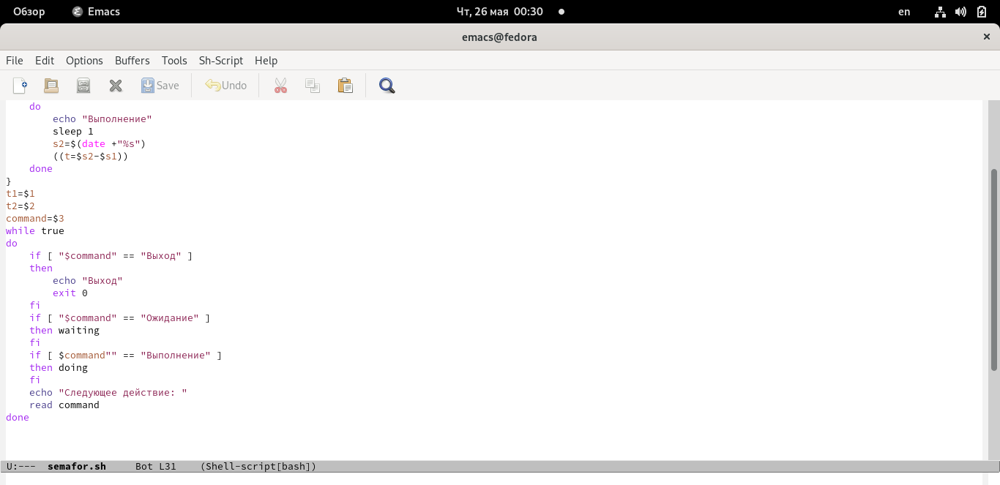 Обзор Emacs Чт, 26 мая 00:30 en
emacs@fedora ×
File Edit Options Buffers Tools Sh-Script Help
Save Undo
    do
        echo "Выполнение"
        sleep 1
        s2=$(date +"%s")
        ((t=$s2-$s1))
    done
}
t1=$1
t2=$2
command=$3
while true
do
    if [ "$command" == "Выход" ]
    then
        echo "Выход"
        exit 0
    fi
    if [ "$command" == "Ожидание" ]
    then waiting
    fi
    if [ $command"" == "Выполнение" ]
    then doing
    fi
    echo "Следующее действие: "
    read command
done
U:--- semafor.sh Bot L31 (Shell-script[bash])